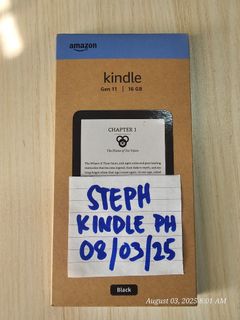 amazon
kindle
Gen 11 | 16 GB
CHAPTER 1
STEPH
KINDLE PH
08/03/25
Black
August 03, 2025 8:01 AM